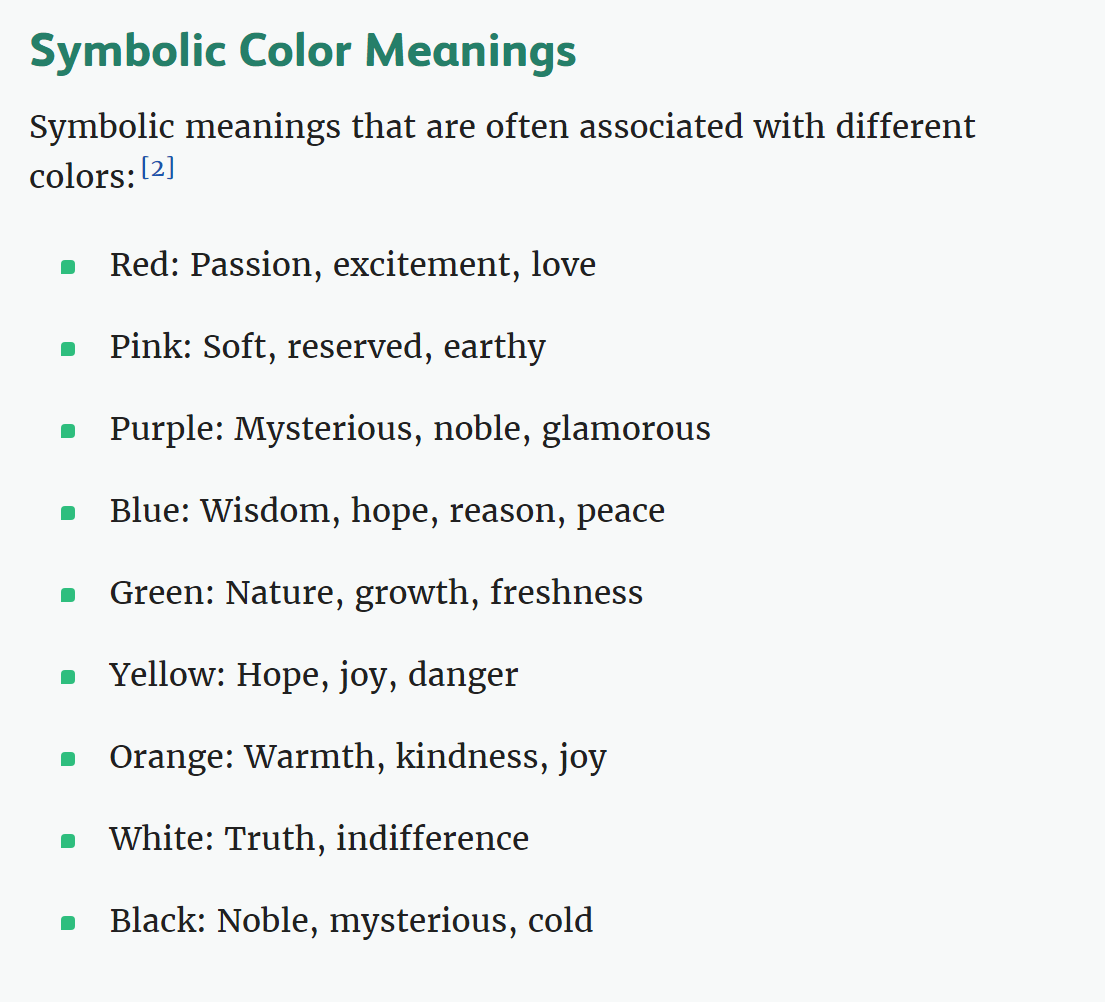 Symbolic Color Meanings
Symbolic meanings that are often associated with different
colors:[2]
Red: Passion, excitement, love
Pink: Soft, reserved, earthy
Purple: Mysterious, noble, glamorous
Blue: Wisdom, hope, reason, peace
Green: Nature, growth, freshness
Yellow: Hope, joy, danger
Orange: Warmth, kindness, joy
White: Truth, indifference
Black: Noble, mysterious, cold